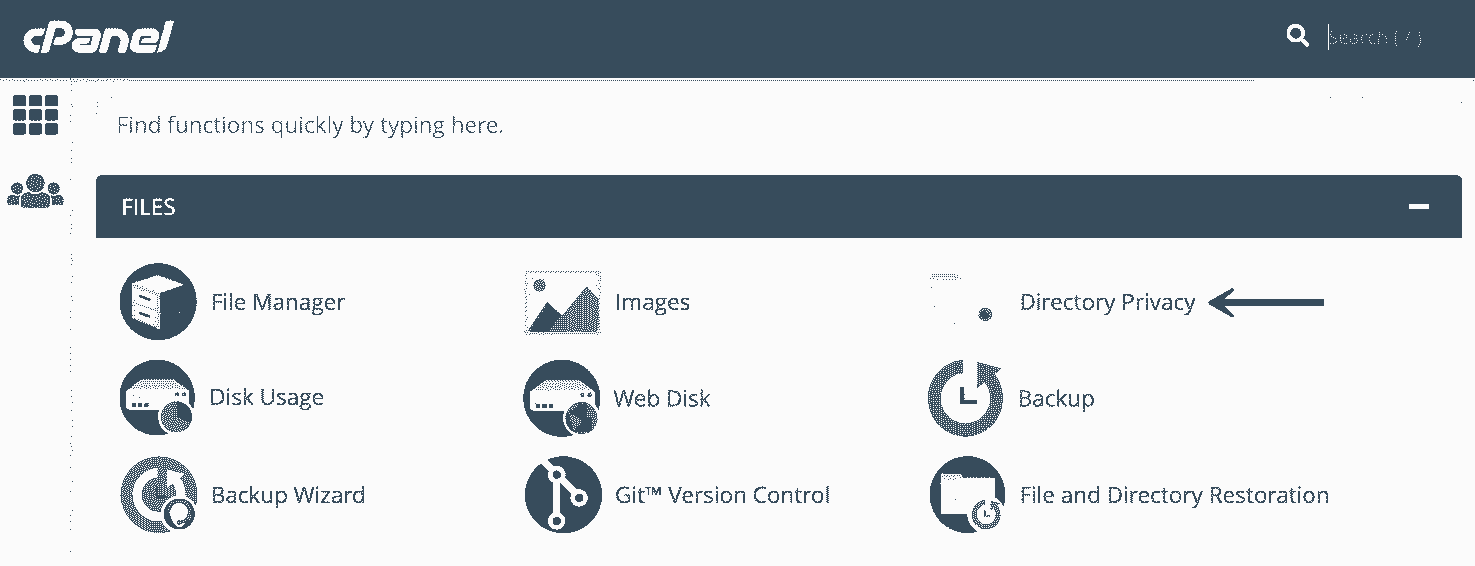 cPanel
Search ( / )
Find functions quickly by typing here.
FILES
File Manager
Images
Directory Privacy
Disk Usage
Web Disk
Backup
Backup Wizard
Git™ Version Control
File and Directory Restoration